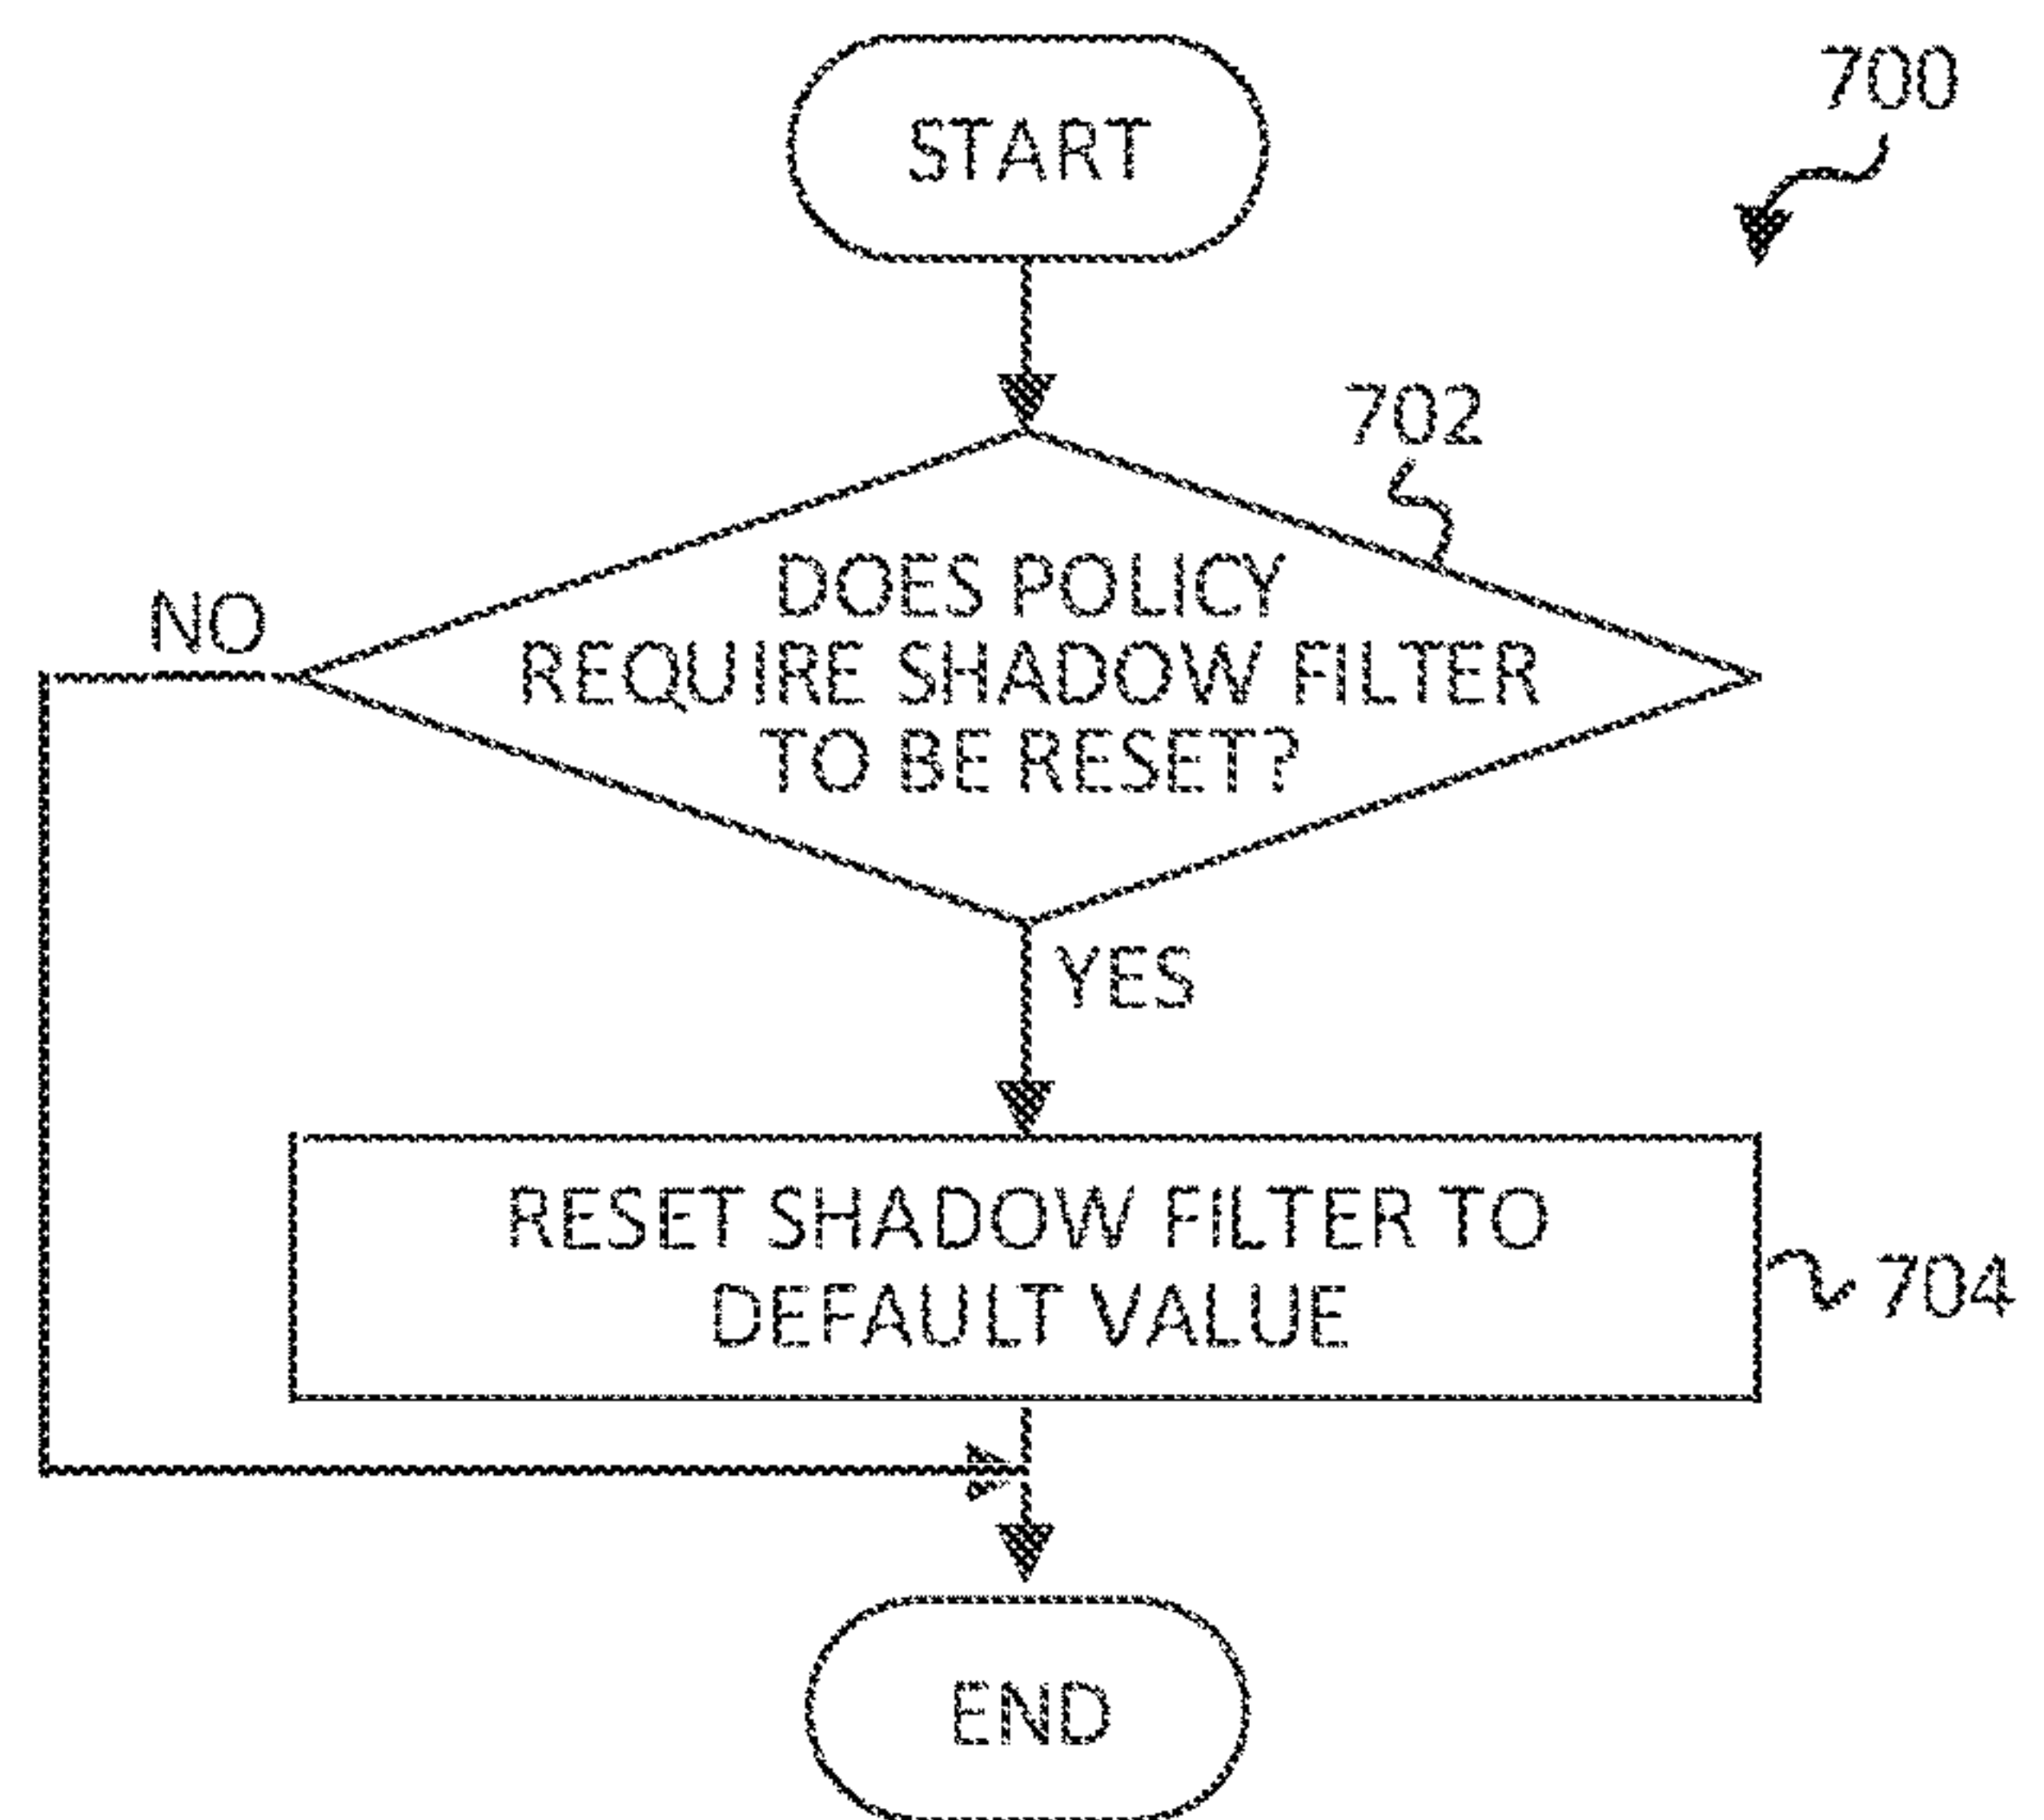 START
700
702
DOES POLICY
REQUIRE SHADOW FILTER
TO BE RESET?
NO
YES
RESET SHADOW FILTER TO
DEFAULT VALUE
704
END